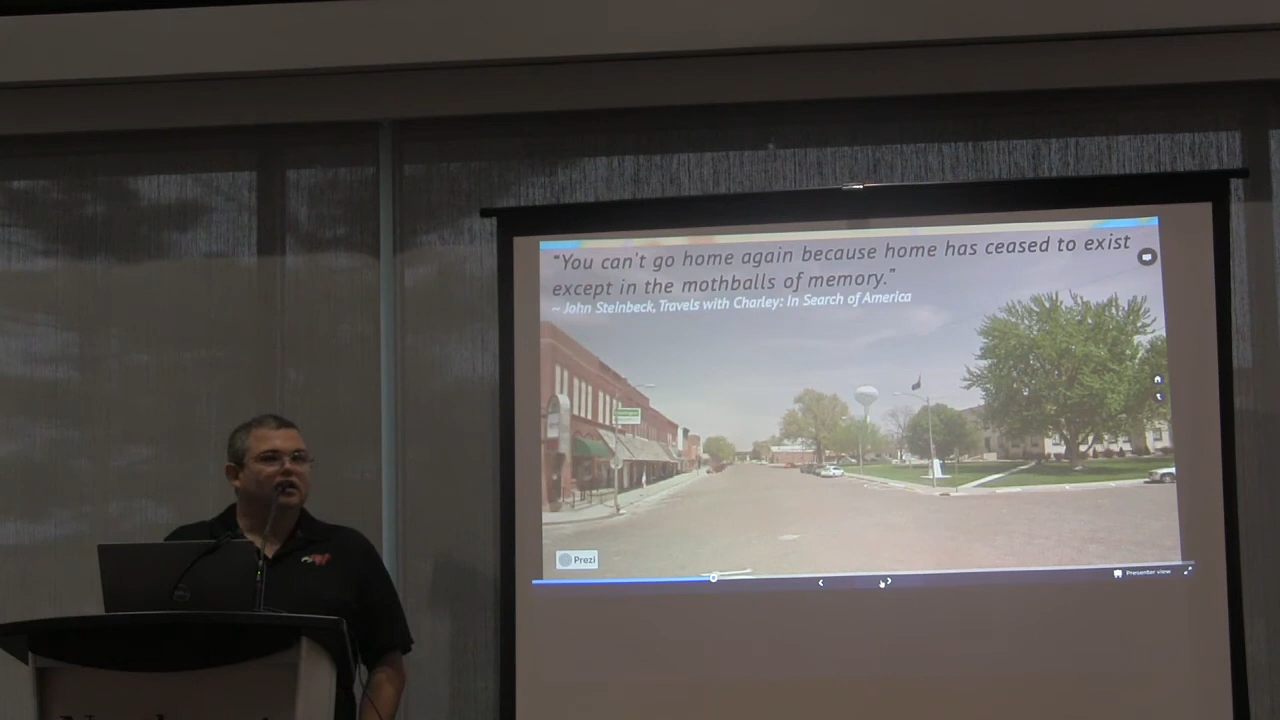 “You can't go home again because home has ceased to exist
except in the mothballs of memory.”
~ John Steinbeck, Travels with Charley: In Search of America
Prezi
Presenter view